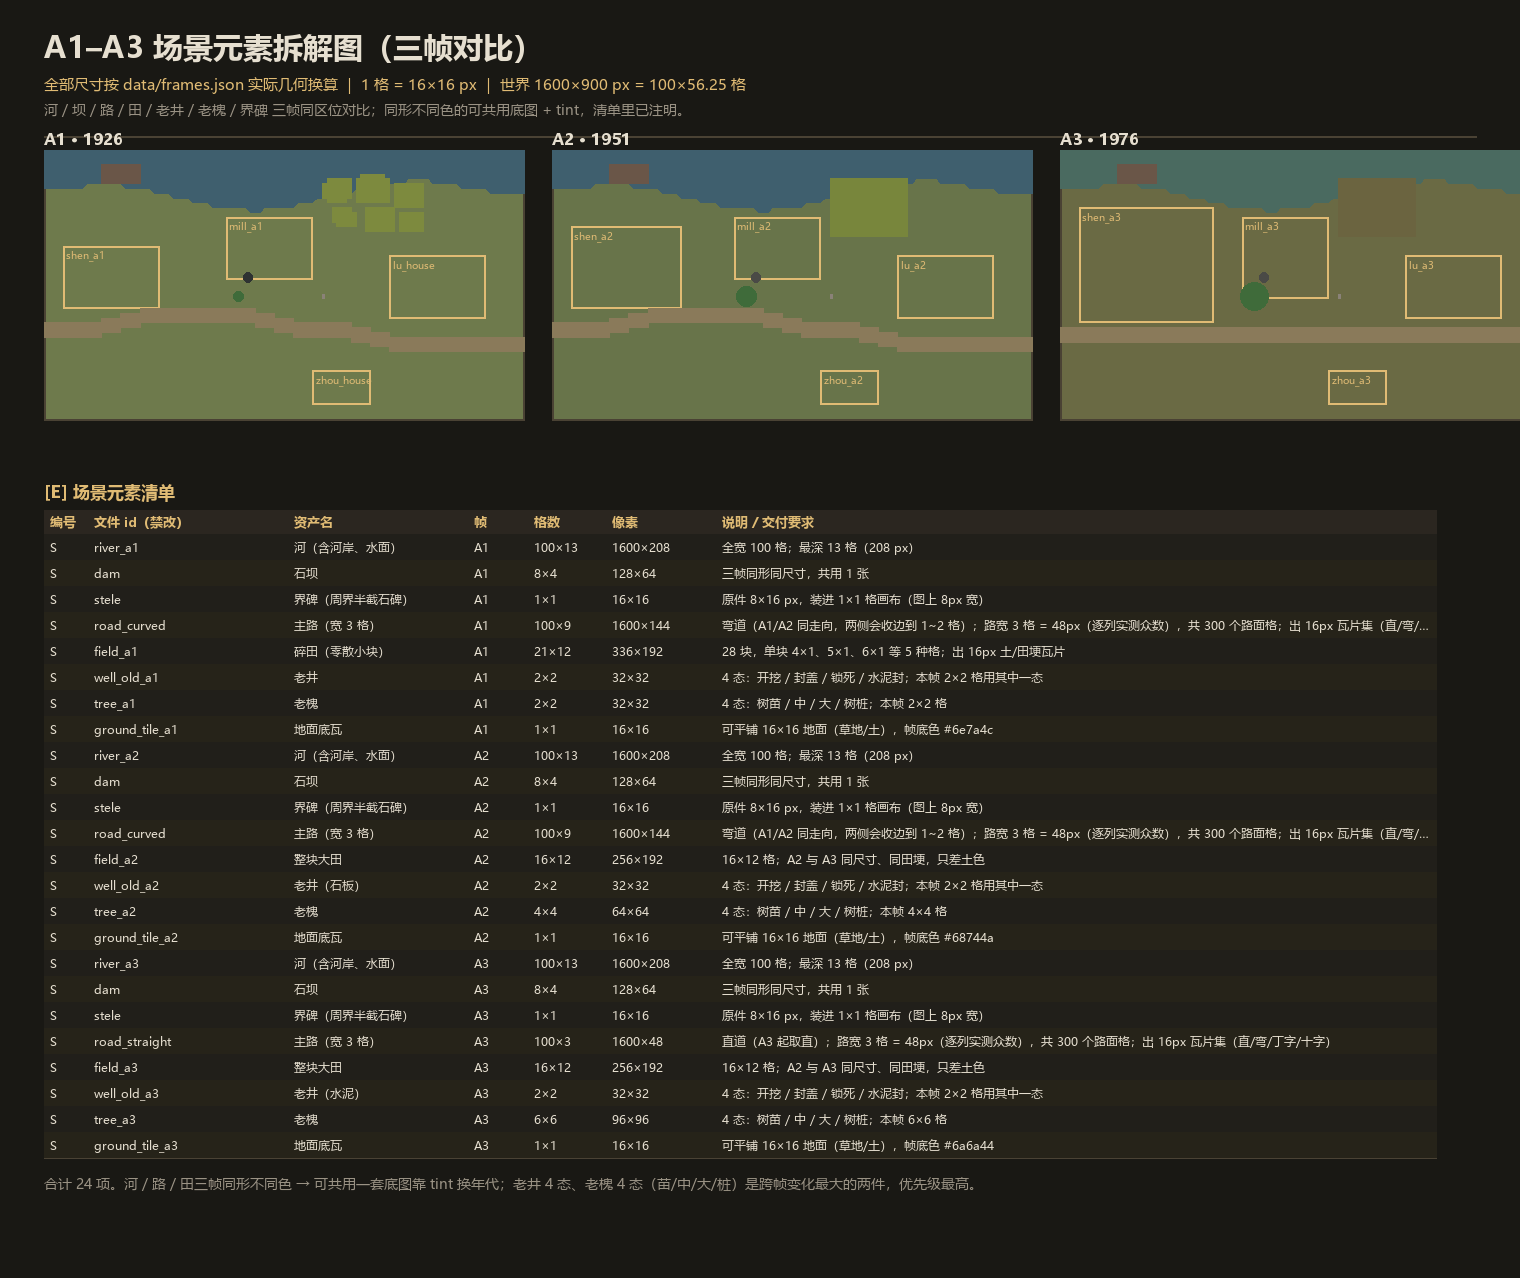 A1–A3 场景元素拆解图（三帧对比）
全部尺寸按 data/frames.json 实际几何换算 | 1 格 = 16×16 px | 世界 1600×900 px = 100×56.25 格
河 / 坝 / 路 / 田 / 老井 / 老槐 / 界碑 三帧同区位对比；同形不同色的可共用底图 + tint，清单里已注明。
A1 • 1926
A2 • 1951
A3 • 1976
shen_a1
mill_a1
lu_house
zhou_house
shen_a2
mill_a2
lu_a2
zhou_a2
shen_a3
mill_a3
lu_a3
zhou_a3
[E] 场景元素清单
编号 文件 id（禁改） 资产名 帧 格数 像素 说明 / 交付要求
S river_a1 河（含河岸、水面） A1 100×13 1600×208 全宽 100 格；最深 13 格（208 px）
S dam 石坝 A1 8×4 128×64 三帧同形同尺寸，共用 1 张
S stele 界碑（周界半截石碑） A1 1×1 16×16 原件 8×16 px，装进 1×1 格画布（图上 8px 宽）
S road_curved 主路（宽 3 格） A1 100×9 1600×144 弯道（A1/A2 同走向，两侧会收边到 1~2 格）；路宽 3 格 = 48px（逐列实测众数），共 300 个路面格；出 16px 瓦片集（直/弯/…
S field_a1 碎田（零散小块） A1 21×12 336×192 28 块，单块 4×1、5×1、6×1 等 5 种格；出 16px 土/田埂瓦片
S well_old_a1 老井 A1 2×2 32×32 4 态：开挖 / 封盖 / 锁死 / 水泥封；本帧 2×2 格用其中一态
S tree_a1 老槐 A1 2×2 32×32 4 态：树苗 / 中 / 大 / 树桩；本帧 2×2 格
S ground_tile_a1 地面底瓦 A1 1×1 16×16 可平铺 16×16 地面（草地/土），帧底色 #6e7a4c
S river_a2 河（含河岸、水面） A2 100×13 1600×208 全宽 100 格；最深 13 格（208 px）
S dam 石坝 A2 8×4 128×64 三帧同形同尺寸，共用 1 张
S stele 界碑（周界半截石碑） A2 1×1 16×16 原件 8×16 px，装进 1×1 格画布（图上 8px 宽）
S road_curved 主路（宽 3 格） A2 100×9 1600×144 弯道（A1/A2 同走向，两侧会收边到 1~2 格）；路宽 3 格 = 48px（逐列实测众数），共 300 个路面格；出 16px 瓦片集（直/弯/…
S field_a2 整块大田 A2 16×12 256×192 16×12 格；A2 与 A3 同尺寸、同田埂，只差土色
S well_old_a2 老井（石板） A2 2×2 32×32 4 态：开挖 / 封盖 / 锁死 / 水泥封；本帧 2×2 格用其中一态
S tree_a2 老槐 A2 4×4 64×64 4 态：树苗 / 中 / 大 / 树桩；本帧 4×4 格
S ground_tile_a2 地面底瓦 A2 1×1 16×16 可平铺 16×16 地面（草地/土），帧底色 #68744a
S river_a3 河（含河岸、水面） A3 100×13 1600×208 全宽 100 格；最深 13 格（208 px）
S dam 石坝 A3 8×4 128×64 三帧同形同尺寸，共用 1 张
S stele 界碑（周界半截石碑） A3 1×1 16×16 原件 8×16 px，装进 1×1 格画布（图上 8px 宽）
S road_straight 主路（宽 3 格） A3 100×3 1600×48 直道（A3 起取直）；路宽 3 格 = 48px（逐列实测众数），共 300 个路面格；出 16px 瓦片集（直/弯/丁字/十字）
S field_a3 整块大田 A3 16×12 256×192 16×12 格；A2 与 A3 同尺寸、同田埂，只差土色
S well_old_a3 老井（水泥） A3 2×2 32×32 4 态：开挖 / 封盖 / 锁死 / 水泥封；本帧 2×2 格用其中一态
S tree_a3 老槐 A3 6×6 96×96 4 态：树苗 / 中 / 大 / 树桩；本帧 6×6 格
S ground_tile_a3 地面底瓦 A3 1×1 16×16 可平铺 16×16 地面（草地/土），帧底色 #6a6a44
合计 24 项。河 / 路 / 田三帧同形不同色 → 可共用一套底图靠 tint 换年代；老井 4 态、老槐 4 态（苗/中/大/桩）是跨帧变化最大的两件，优先级最高。